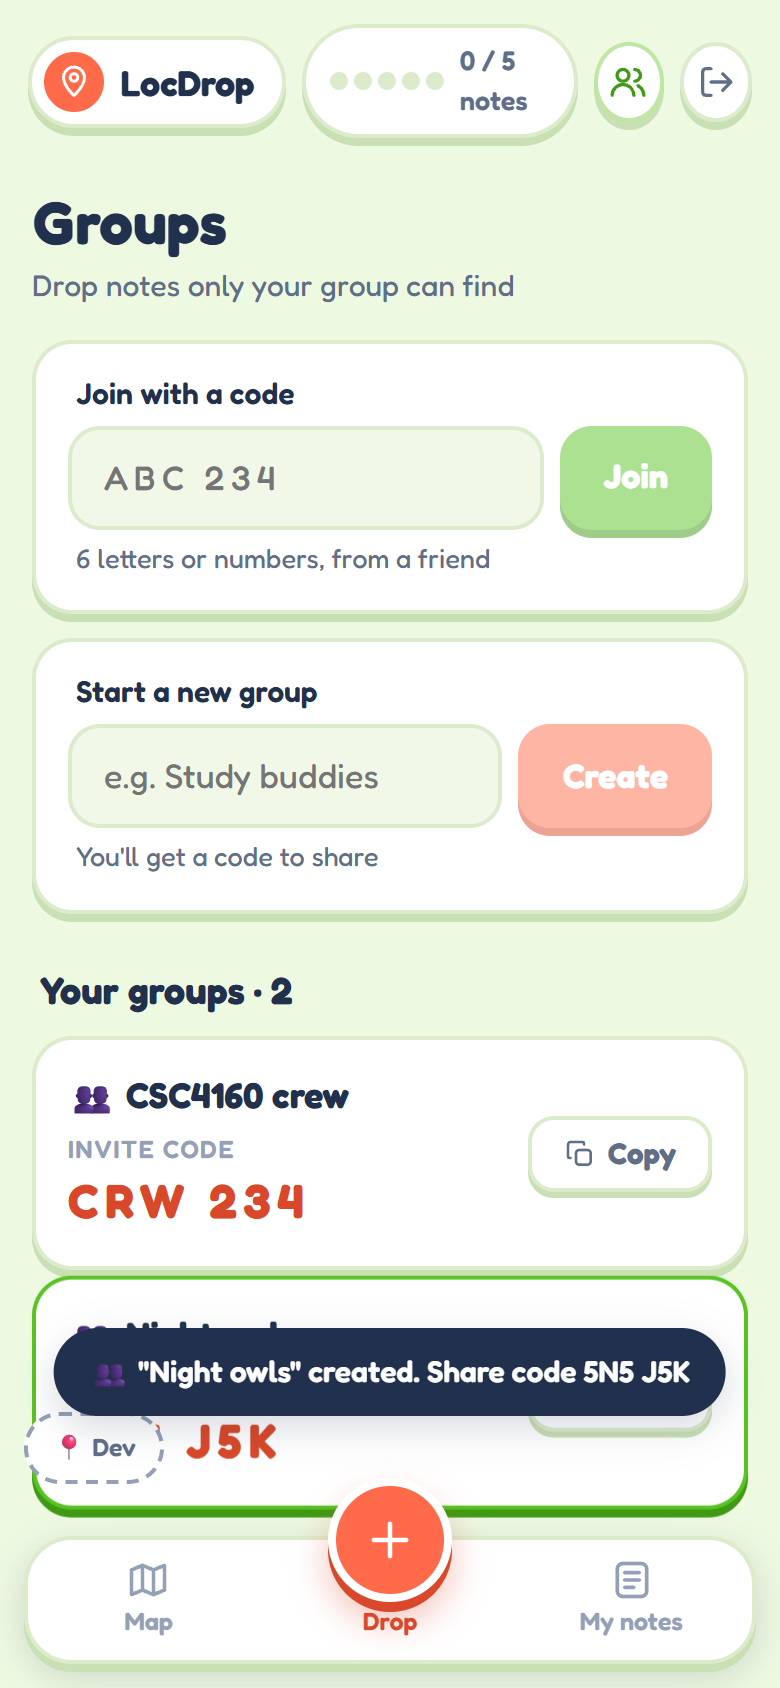 LocDrop
0 / 5
notes
Groups
Drop notes only your group can find
Join with a code
ABC 234
Join
6 letters or numbers, from a friend
Start a new group
e.g. Study buddies
Create
You'll get a code to share
Your groups · 2
CSC4160 crew
INVITE CODE
CRW 234
Copy
"Night owls" created. Share code 5N5 J5K
J5K
Dev
Map
Drop
My notes